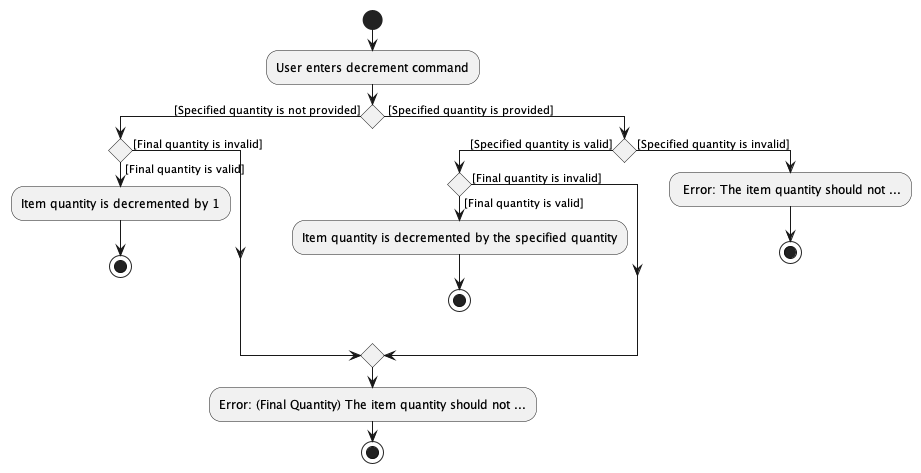 User enters decrement command
[Specified quantity is not provided]
[Specified quantity is provided]
[Final quantity is invalid]
[Final quantity is valid]
Item quantity is decremented by 1
[Specified quantity is valid]
[Specified quantity is invalid]
[Final quantity is invalid]
[Final quantity is valid]
Item quantity is decremented by the specified quantity
Error: The item quantity should not ...
Error: (Final Quantity) The item quantity should not ...